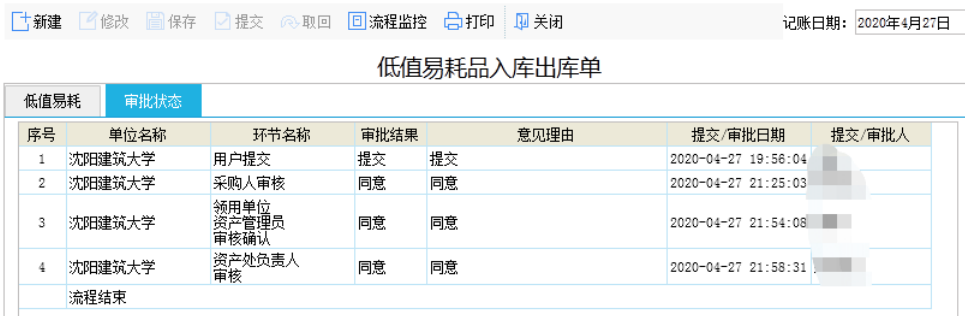 新建 修改 保存 提交 取回 流程监控 打印 关闭 记账日期: 2020年4月27日
低值易耗品入库出库单
低值易耗 审批状态
序号 单位名称 环节名称 审批结果 意见理由 提交/审批日期 提交/审批人
1 沈阳建筑大学 用户提交 提交 提交 2020-04-27 19:56:04
2 沈阳建筑大学 采购人审核 同意 同意 2020-04-27 21:25:03
领用单位
3 沈阳建筑大学 资产管理员 同意 同意 2020-04-27 21:54:08
审核确认
4 沈阳建筑大学 资产处负责人 同意 同意 2020-04-27 21:58:31
审核
流程结束